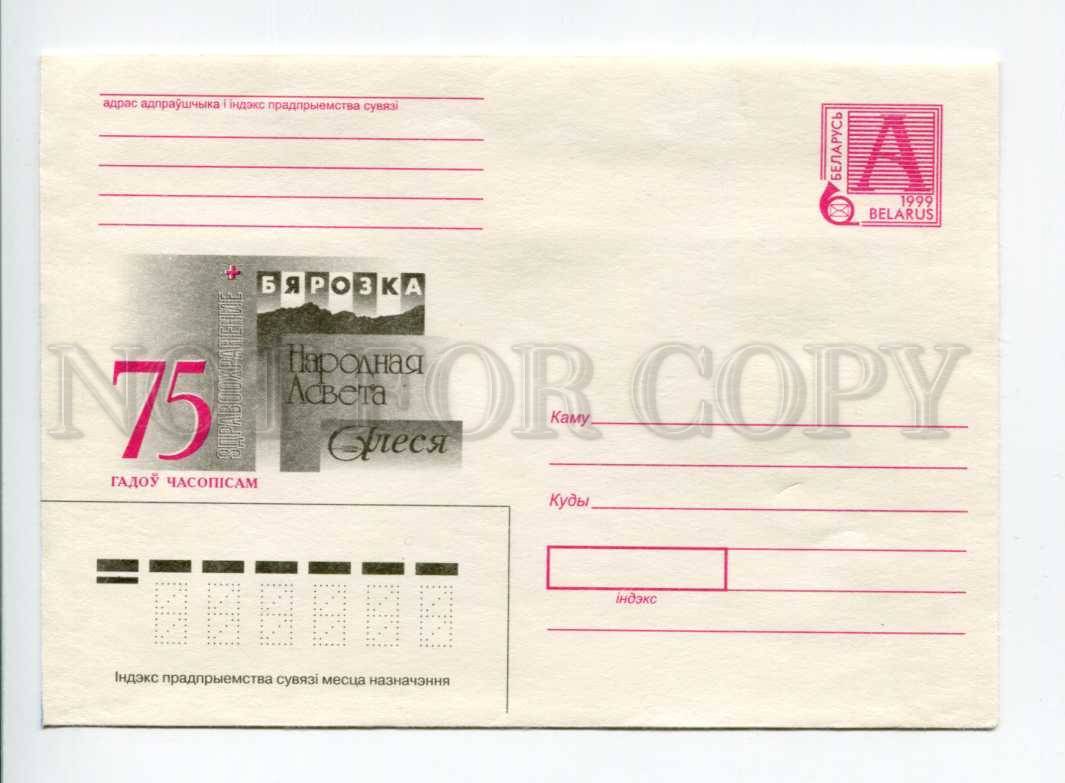 адрас адпраўшчыка і індэкс прадпрыемства сувязі
БЕЛАРУСЬ
А
1999
BELARUS
ЗДРАВООХРАНЕНИЕ
БЯРОЗКА
Народная
Асвета
Алеся
75
ГАДОЎ ЧАСОПІСАМ
NOT FOR COPY
Каму
Куды
індэкс
Індэкс прадпрыемства сувязі месца назначэння